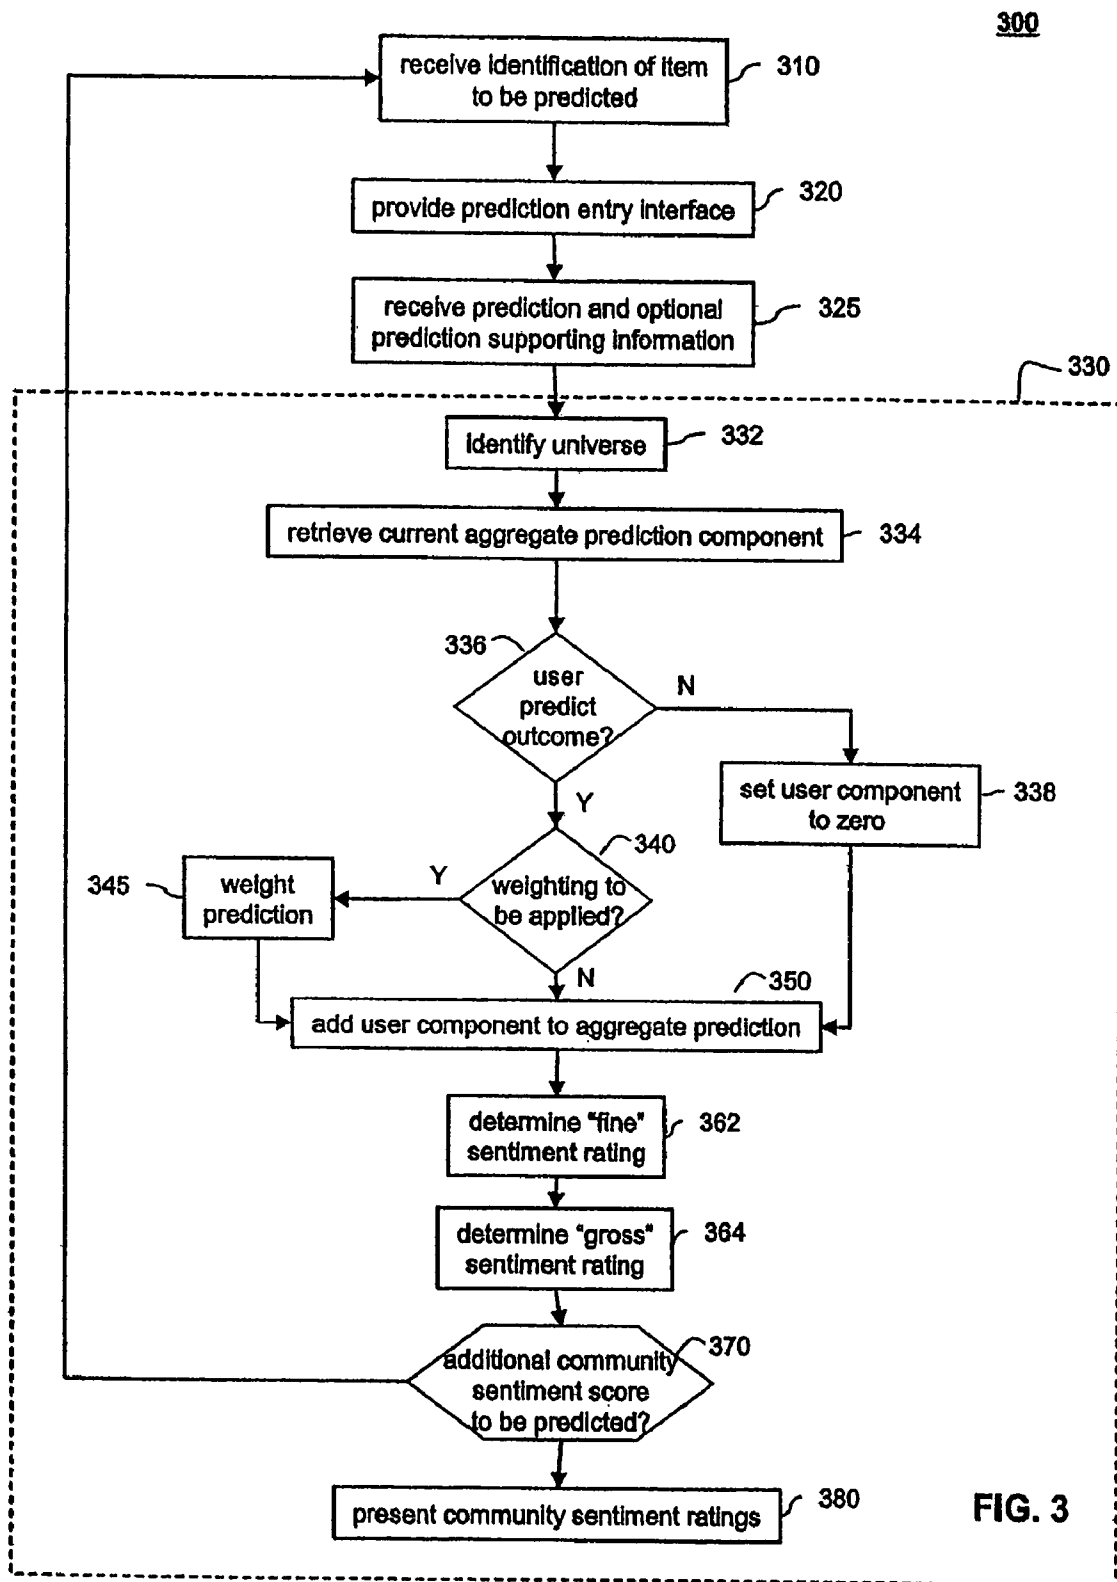 300
receive identification of item
to be predicted
310
provide prediction entry interface
320
receive prediction and optional
prediction supporting information
325
330
identify universe
332
retrieve current aggregate prediction component
334
336
user
predict
outcome?
N
Y
set user component
to zero
338
340
weighting to
be applied?
Y
N
345
weight
prediction
350
add user component to aggregate prediction
determine "fine"
sentiment rating
362
determine "gross"
sentiment rating
364
additional community
sentiment score
to be predicted?
370
present community sentiment ratings
380
FIG. 3